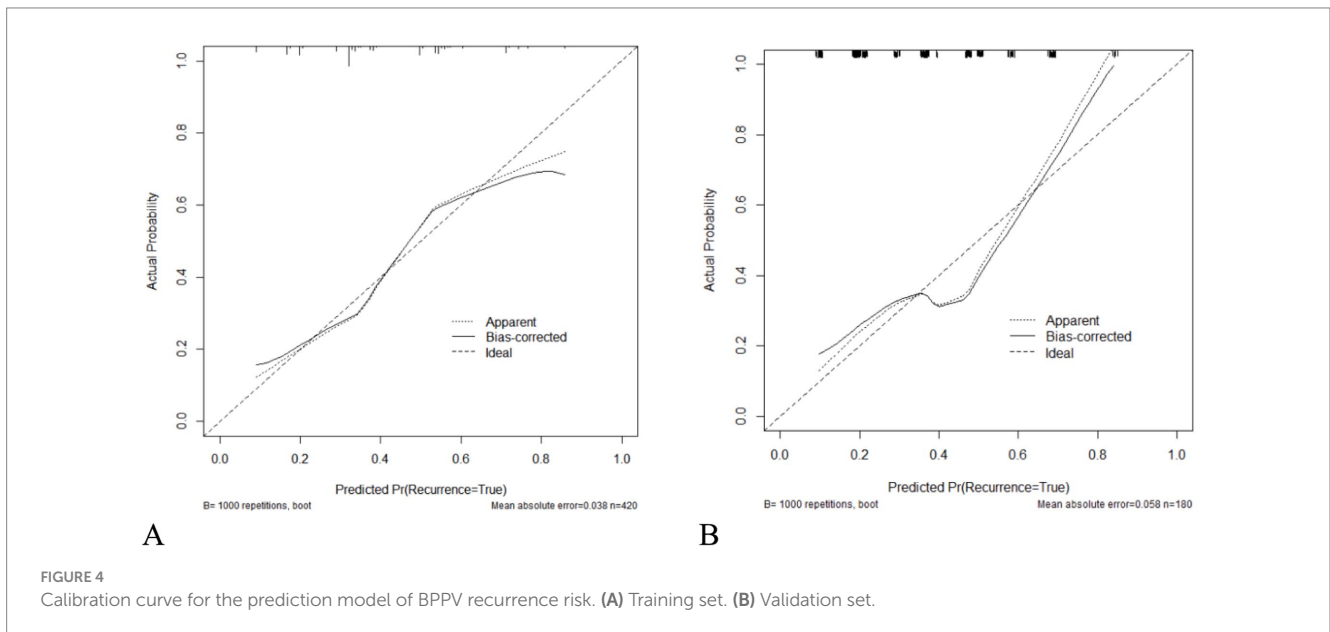 1.0
0.8
0.6
0.4
0.2
0.0
Actual Probability
Apparent
Bias-corrected
Ideal
0.0 0.2 0.4 0.6 0.8 1.0
Predicted Pr(Recurrence=True)
B= 1000 repetitions, boot Mean absolute error=0.038 n=420
A
1.0
0.8
0.6
0.4
0.2
0.0
Actual Probability
Apparent
Bias-corrected
Ideal
0.0 0.2 0.4 0.6 0.8 1.0
Predicted Pr(Recurrence=True)
B= 1000 repetitions, boot Mean absolute error=0.058 n=180
B
FIGURE 4
Calibration curve for the prediction model of BPPV recurrence risk. (A) Training set. (B) Validation set.